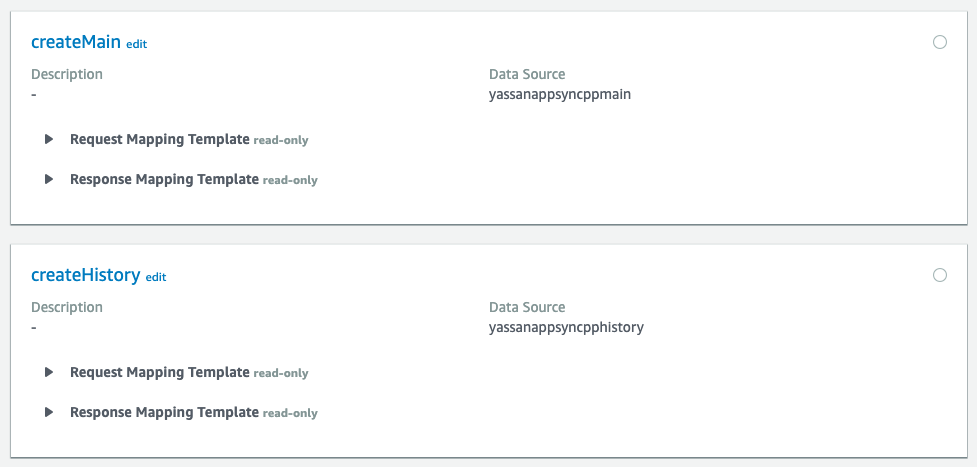 createMain edit
Description Data Source
- yassanappsyncppmain
Request Mapping Template read-only
Response Mapping Template read-only
createHistory edit
Description Data Source
- yassanappsyncpphistory
Request Mapping Template read-only
Response Mapping Template read-only